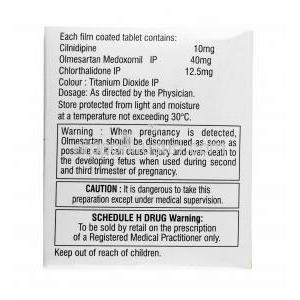 Each film coated tablet contains:
Cilnidipine 10mg
Olmesartan Medoxomil IP 40mg
Chlorthalidone IP 12.5mg
Colour : Titanium Dioxide IP
Dosage: As directed by the Physician.
Store protected from light and moisture
at a temperature not exceeding 30°C.
Warning : When pregnancy is detected,
Olmesartan should be discontinued as soon as
possible as it can cause injury and even death to
the developing fetus when used during second
and third trimester of pregnancy.
CAUTION : It is dangerous to take this
preparation except under medical supervision.
SCHEDULE H DRUG Warning:
To be sold by retail on the prescription
of a Registered Medical Practitioner only.
Keep out of reach of children.